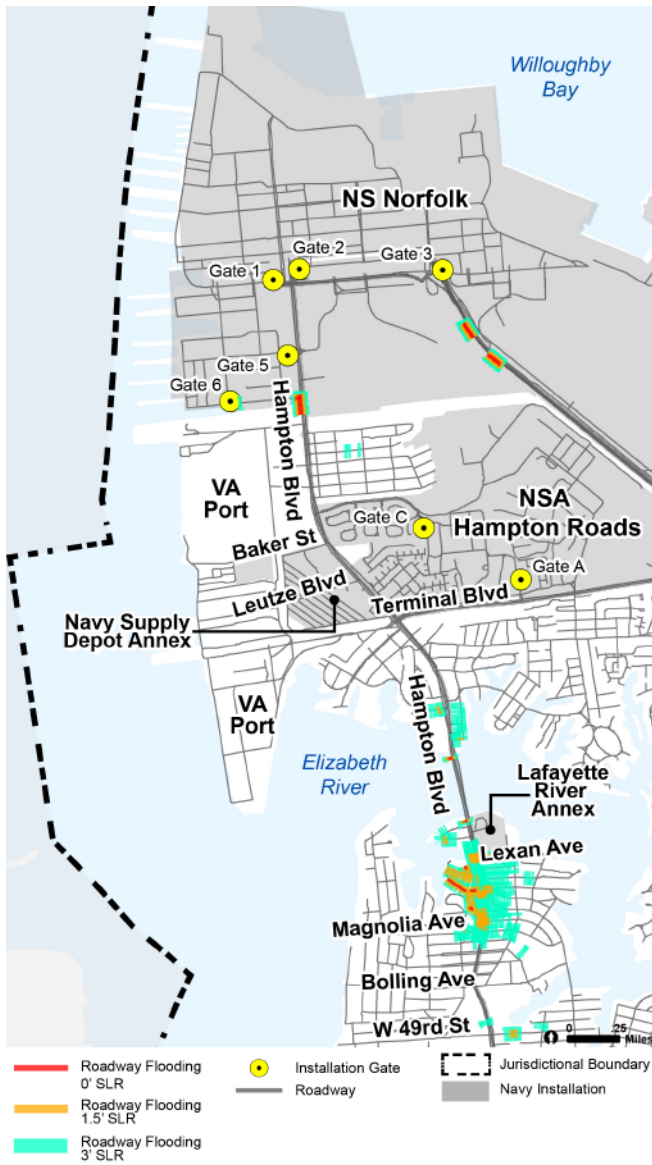 Willoughby
Bay
NS Norfolk
Gate 2
Gate 1
Gate 3
Gate 5
Gate 6
Hampton Blvd
VA
Port
NSA
Hampton Roads
Gate C
Baker St
Gate A
Leutze Blvd
Terminal Blvd
Navy Supply
Depot Annex
VA
Port
Hampton Blvd
Elizabeth
River
Lafayette
River
Annex
Lexan Ave
Magnolia Ave
Bolling Ave
W 49rd St
0 .25
Miles
Roadway Flooding
0' SLR
Roadway Flooding
1.5' SLR
Roadway Flooding
3' SLR
Installation Gate
Roadway
Jurisdictional Boundary
Navy Installation